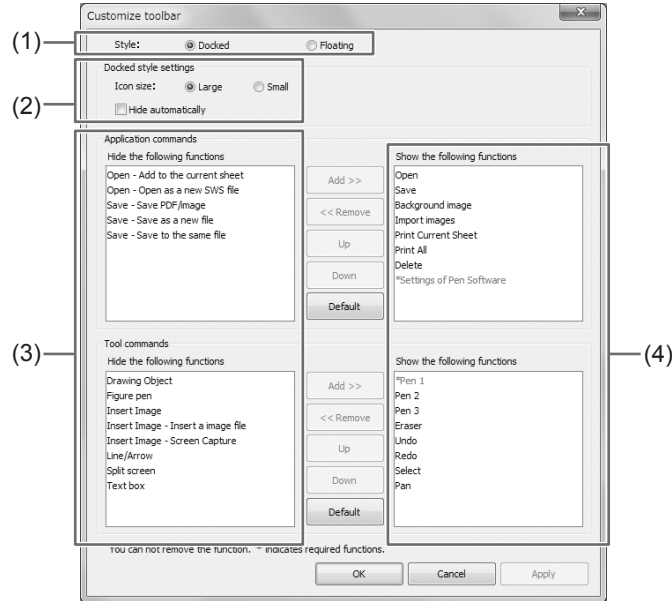 Customize toolbar
(1)
Style: Docked Floating
Docked style settings
(2)
Icon size: Large Small
Hide automatically
Application commands
Hide the following functions
Open - Add to the current sheet
Open - Open as a new SWS file
Save - Save PDF/image
Save - Save as a new file
Save - Save to the same file
Add >>
<< Remove
Up
Down
Default
Show the following functions
Open
Save
Background image
Import images
Print Current Sheet
Print All
Delete
*Settings of Pen Software
(3)
(4)
Tool commands
Hide the following functions
Drawing Object
Figure pen
Insert Image
Insert Image - Insert a image file
Insert Image - Screen Capture
Line/Arrow
Split screen
Text box
Add >>
<< Remove
Up
Down
Default
Show the following functions
*Pen 1
Pen 2
Pen 3
Eraser
Undo
Redo
Select
Pan
You can not remove the function. "*" indicates required functions.
OK Cancel Apply